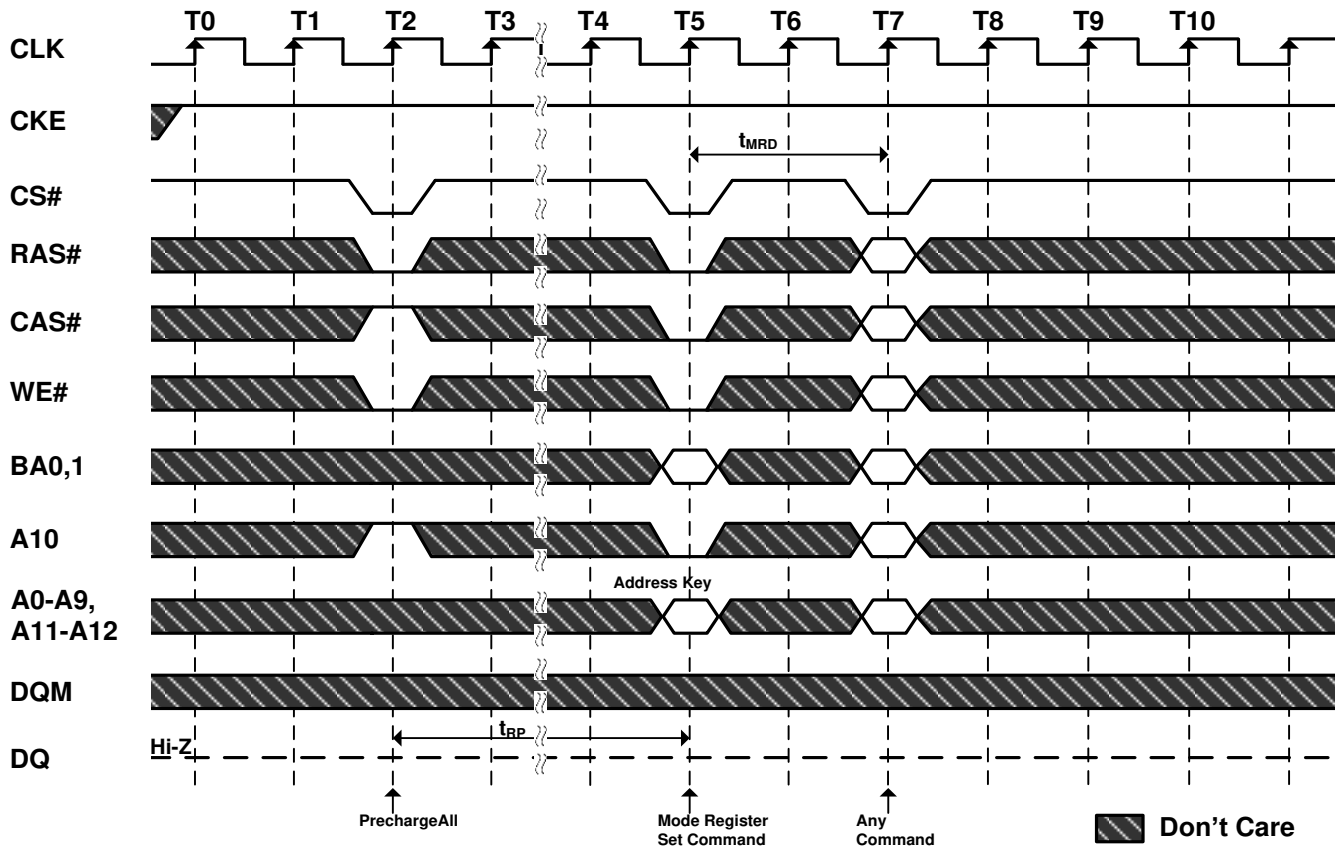 T0 T1 T2 T3 T4 T5 T6 T7 T8 T9 T10
CLK
CKE
tMRD
CS#
RAS#
CAS#
WE#
BA0,1
A10
Address Key
A0-A9,
A11-A12
DQM
tRP
Hi-Z
DQ
PrechargeAll
Mode Register
Set Command
Any
Command
Don't Care